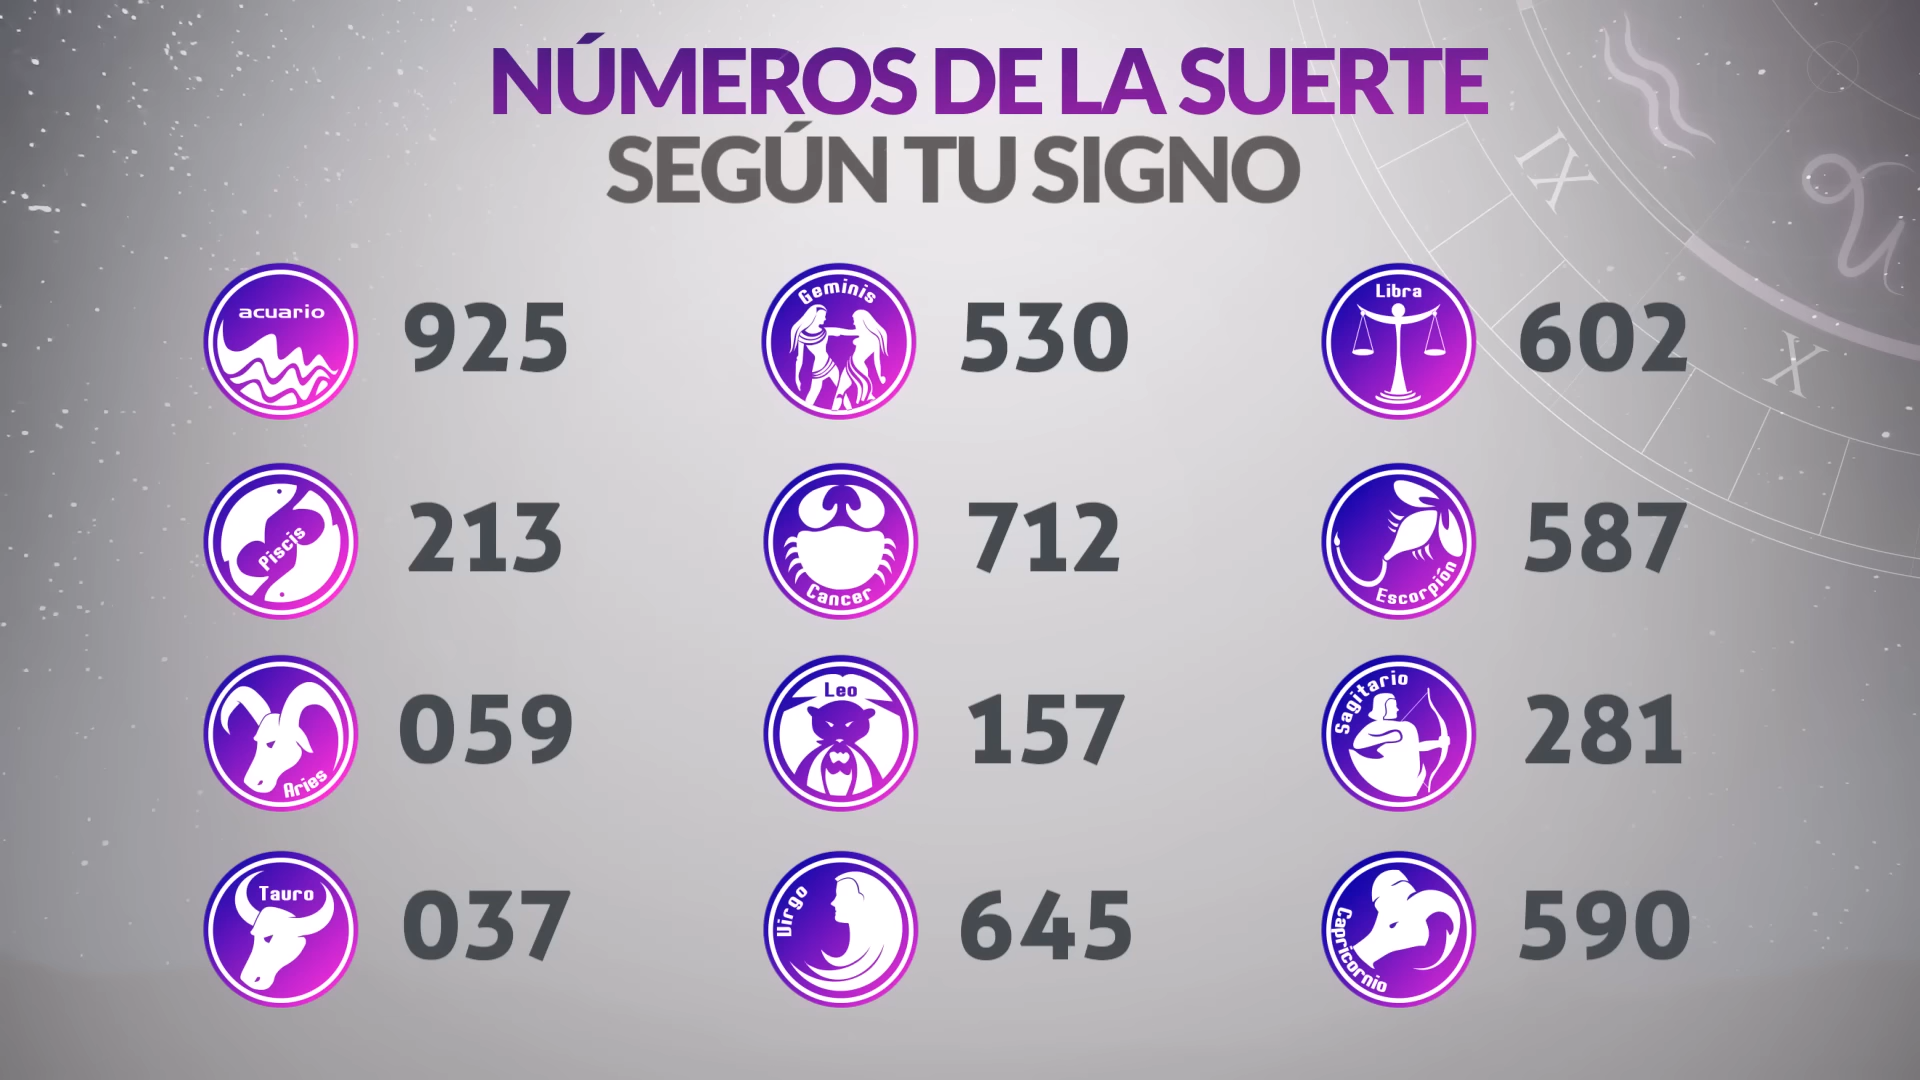 NÚMEROS DE LA SUERTE
SEGÚN TU SIGNO
IX
X
acuario 925
Geminis 530
Libra 602
Piscis 213
Cancer 712
Escorpión 587
Aries 059
Leo 157
Sagitario 281
Tauro 037
Virgo 645
Capricornio 590